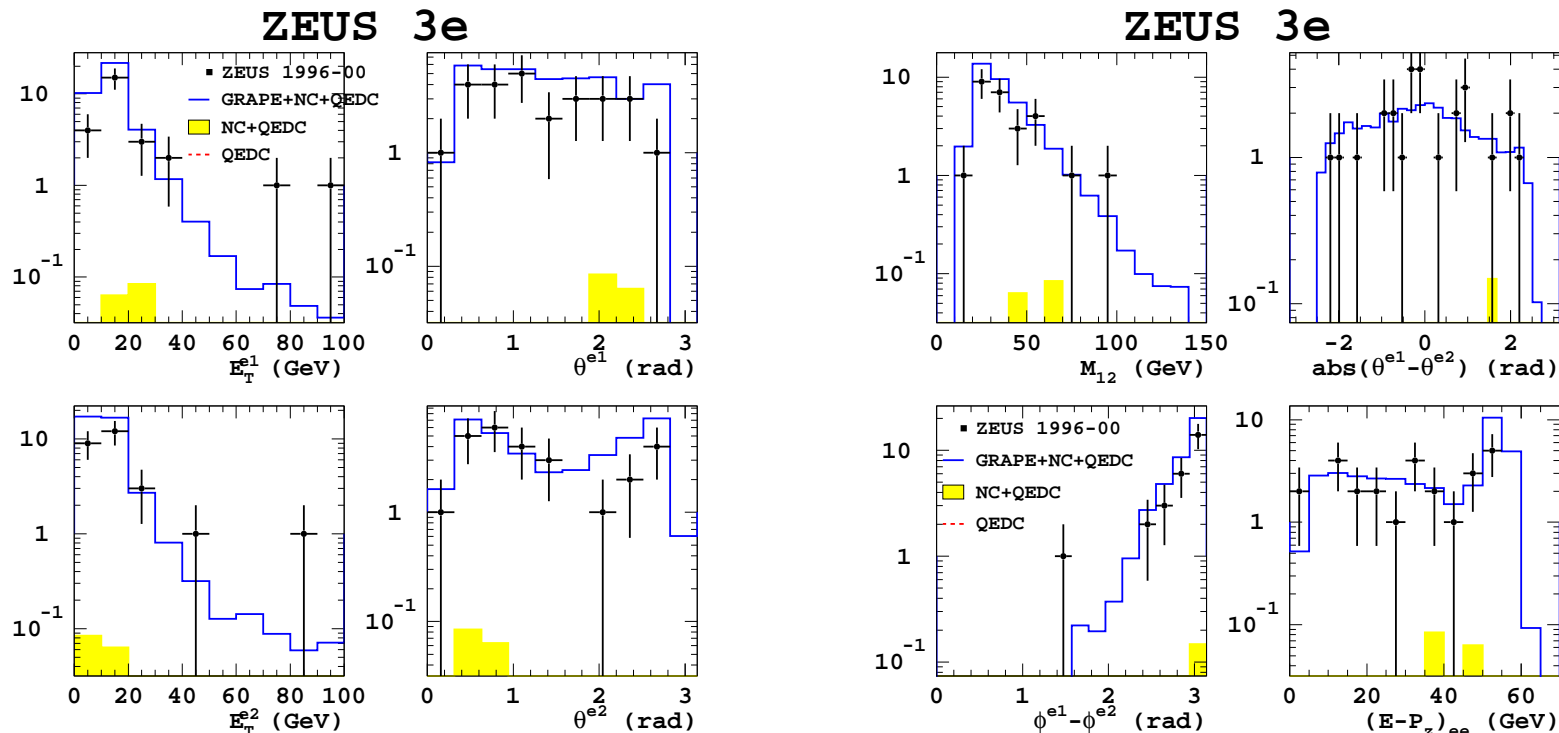 ZEUS 3e
10
1
10^-1
ZEUS 1996-00
GRAPE+NC+QEDC
NC+QEDC
QEDC
0 20 40 60 80 100
E_T^e1 (GeV)
1
10^-1
0 1 2 3
θ^e1 (rad)
10
1
10^-1
0 20 40 60 80 100
E_T^e2 (GeV)
1
10^-1
0 1 2 3
θ^e2 (rad)
ZEUS 3e
10
1
10^-1
0 50 100 150
M_12 (GeV)
1
10^-1
-2 0 2
abs(θ^e1-θ^e2) (rad)
10
1
10^-1
ZEUS 1996-00
GRAPE+NC+QEDC
NC+QEDC
QEDC
0 1 2 3
φ^e1-φ^e2 (rad)
10
1
10^-1
0 20 40 60
(E-P_z)_ee (GeV)